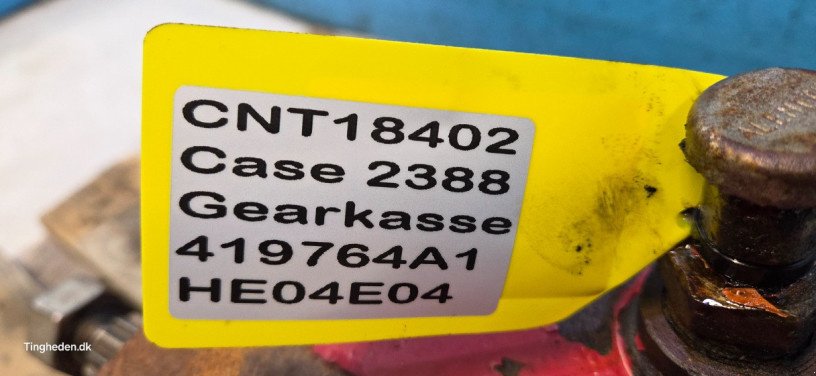 CNT18402
Case 2388
Gearkasse
419764A1
HE04E04
Tingheden.dk